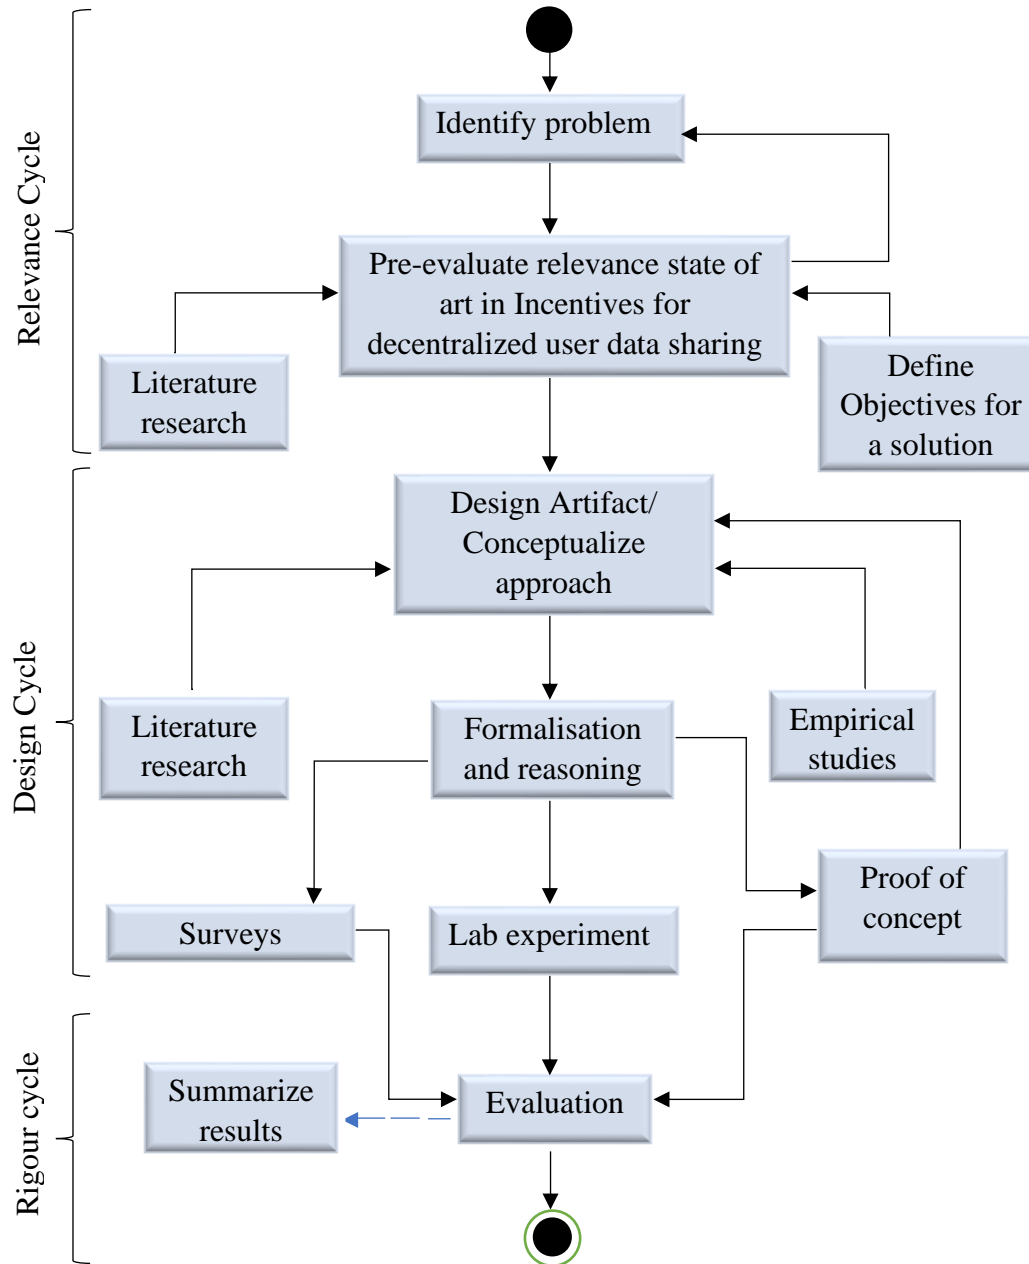 Relevance Cycle
Identify problem
Pre-evaluate relevance state of
art in Incentives for
decentralized user data sharing
Literature
research
Define
Objectives for
a solution
Design Cycle
Design Artifact/
Conceptualize
approach
Literature
research
Formalisation
and reasoning
Empirical
studies
Surveys
Lab experiment
Proof of
concept
Rigour cycle
Summarize
results
Evaluation